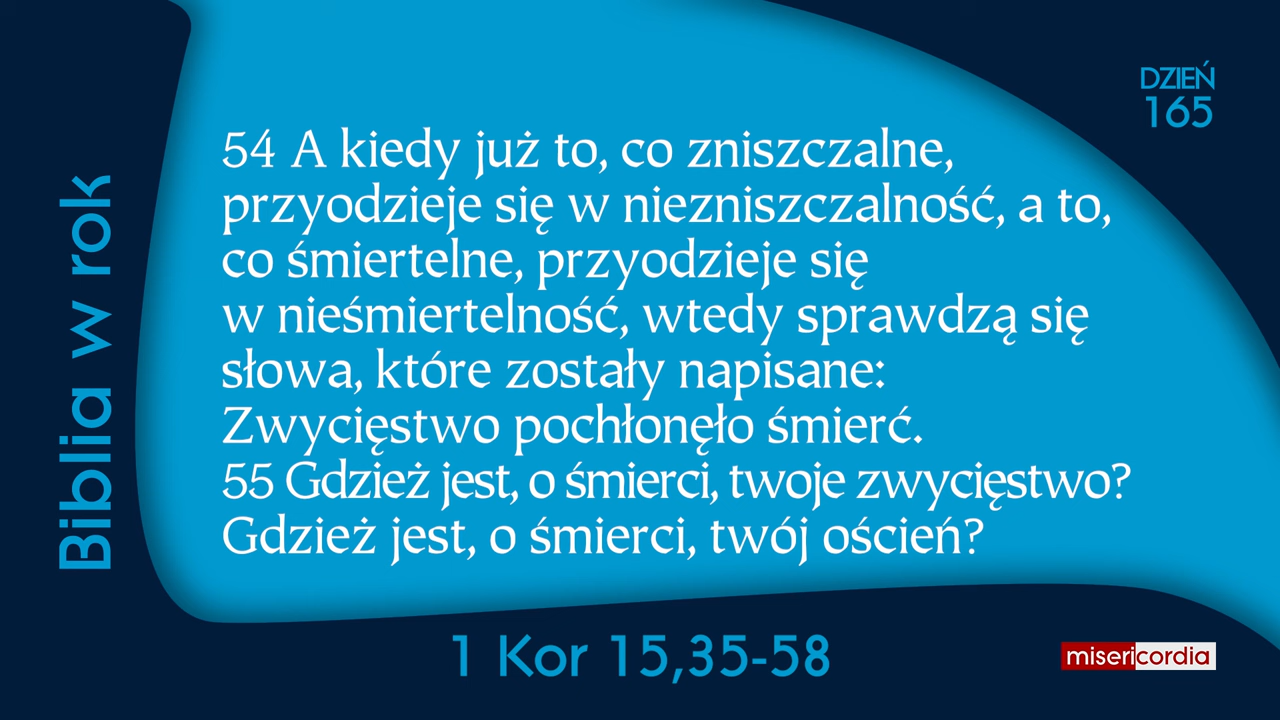 DZIEŃ
165
Biblia w rok
54 A kiedy już to, co zniszczalne,
przyodzieje się w niezniszczalność, a to,
co śmiertelne, przyodzieje się
w nieśmiertelność, wtedy sprawdzą się
słowa, które zostały napisane:
Zwycięstwo pochłonęło śmierć.
55 Gdzież jest, o śmierci, twoje zwycięstwo?
Gdzież jest, o śmierci, twój oścień?
1 Kor 15,35-58
misericordia